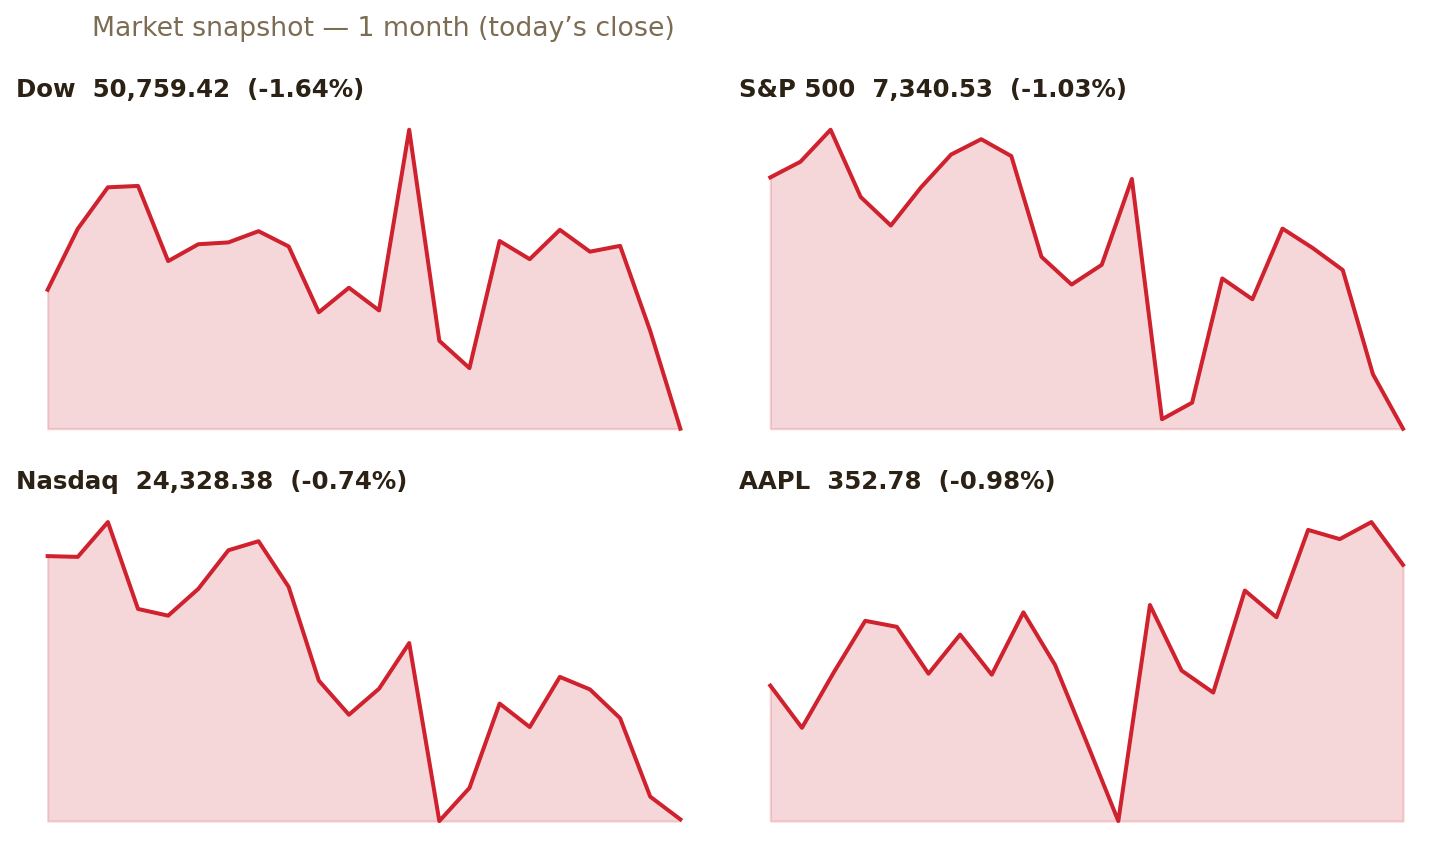 Market snapshot — 1 month (today’s close)
Dow 50,759.42 (-1.64%)
S&P 500 7,340.53 (-1.03%)
Nasdaq 24,328.38 (-0.74%)
AAPL 352.78 (-0.98%)